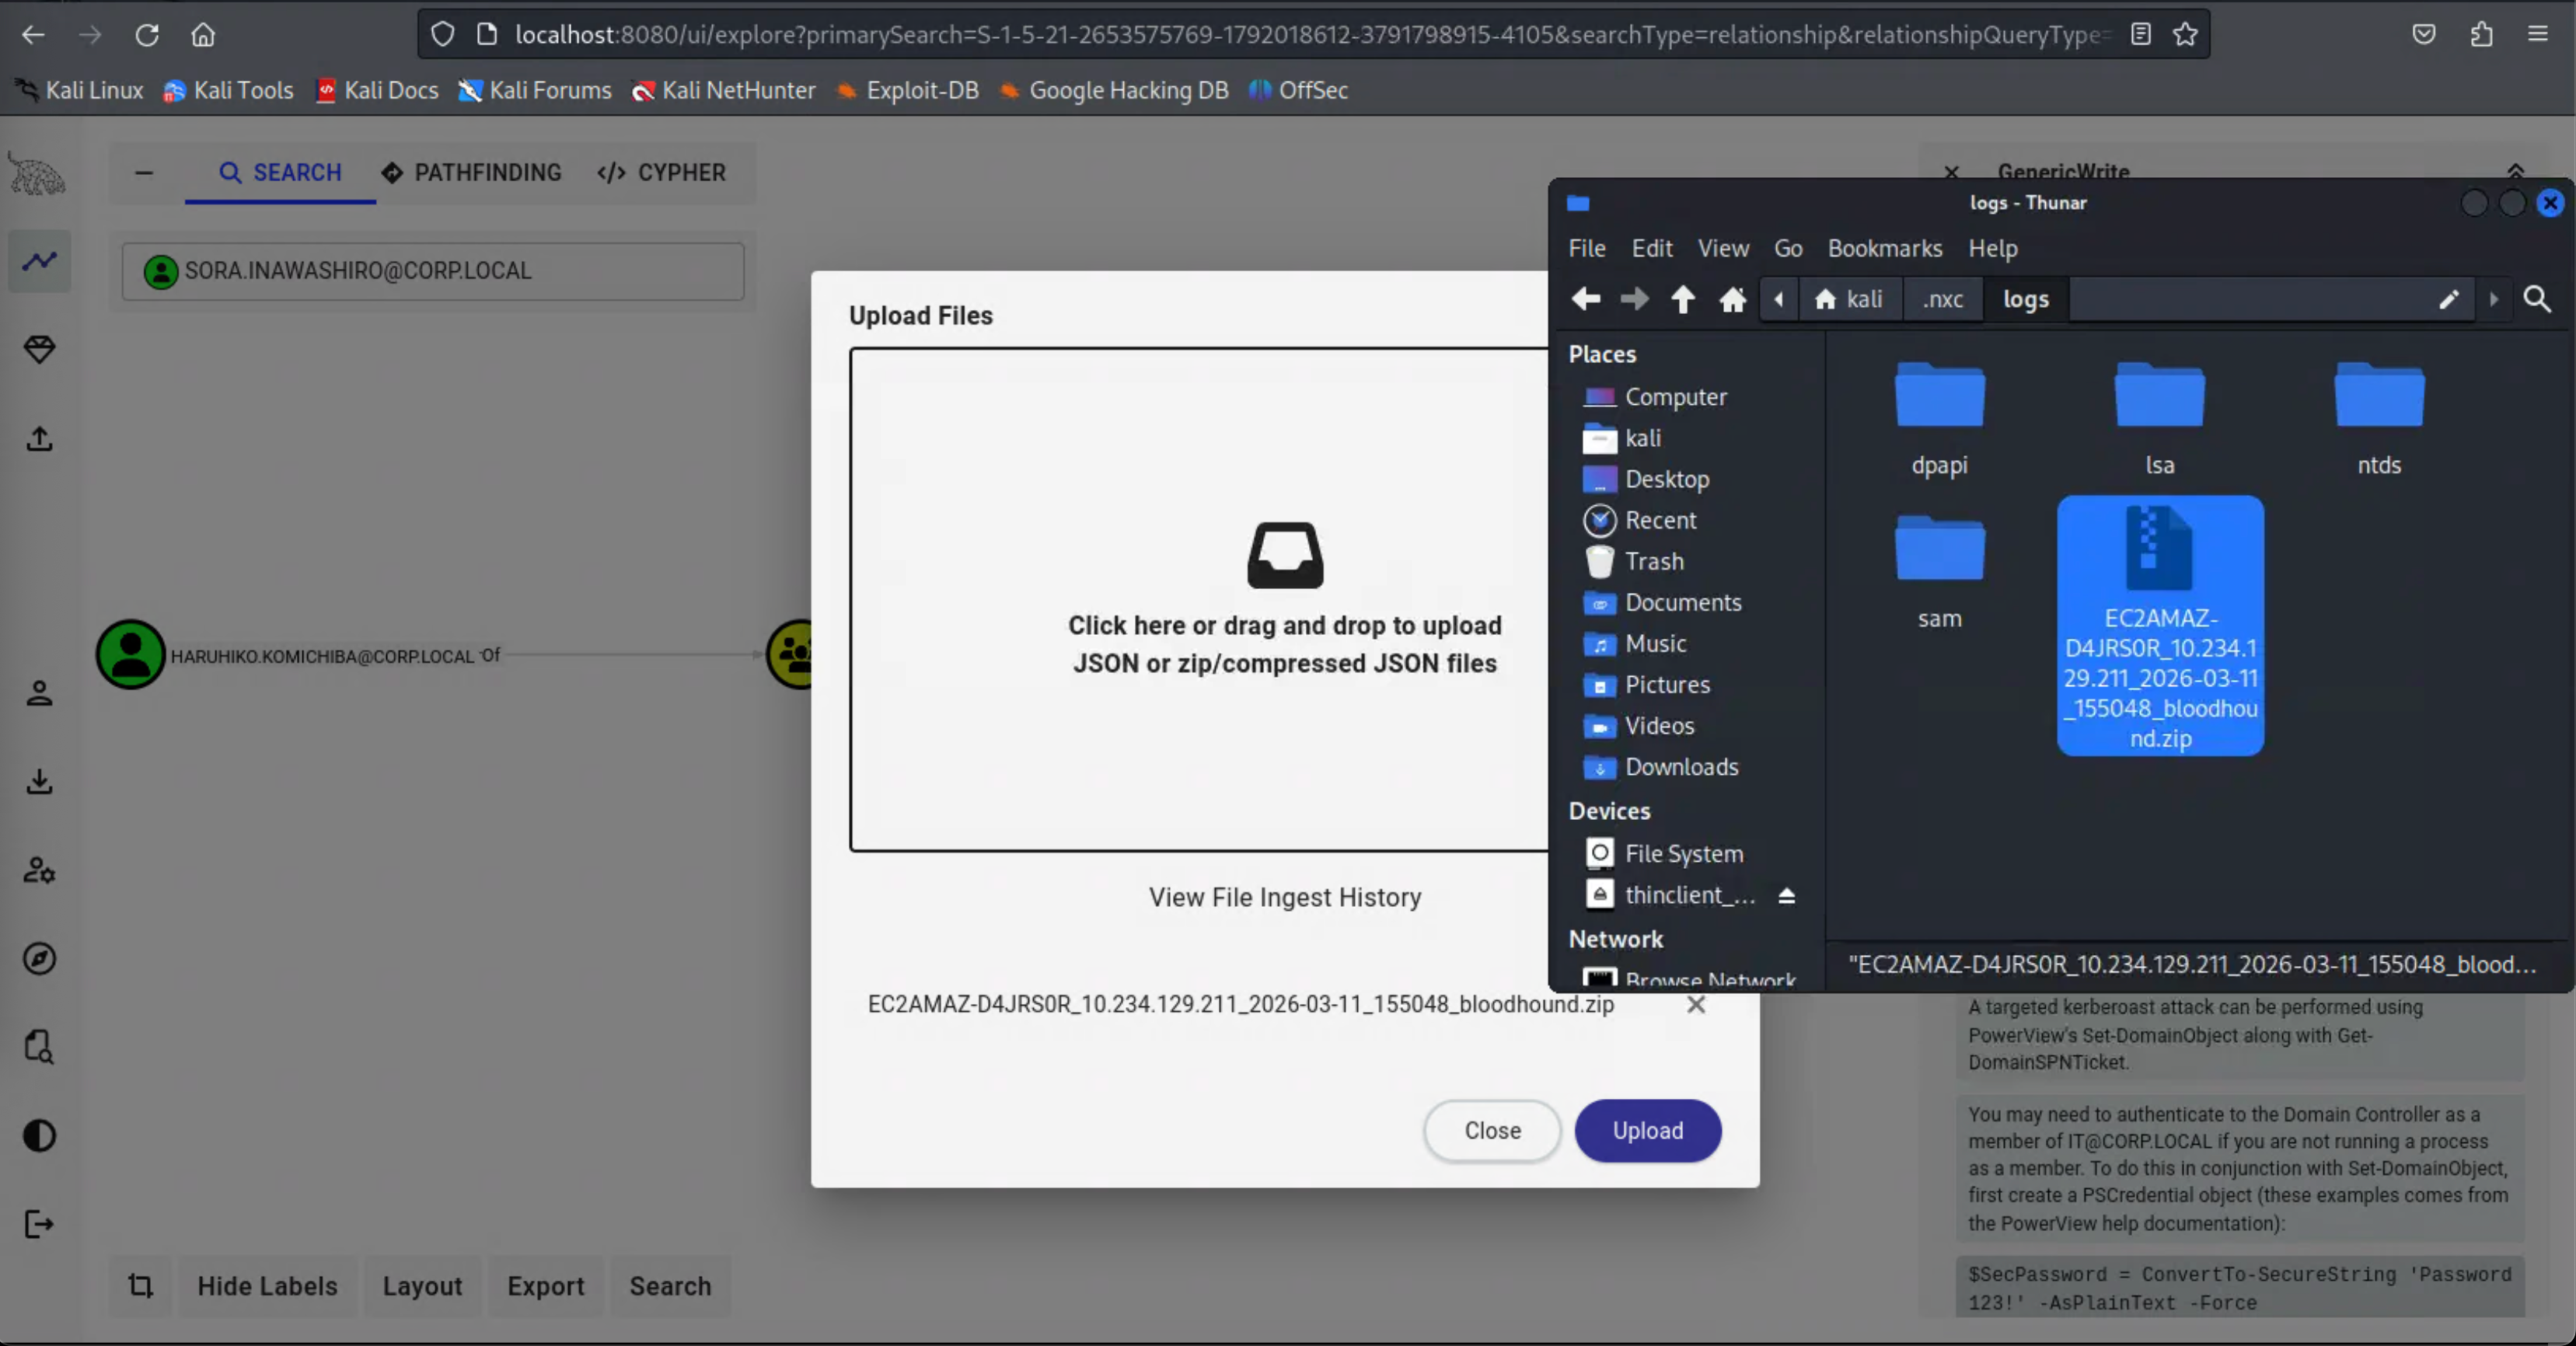 localhost:8080/ui/explore?primarySearch=S-1-5-21-2653575769-1792018612-3791798915-4105&searchType=relationship&relationshipQueryType=
Kali Linux Kali Tools Kali Docs Kali Forums Kali NetHunter Exploit-DB Google Hacking DB OffSec
SEARCH PATHFINDING </> CYPHER
SORA.INAWASHIRO@CORP.LOCAL
HARUHIKO.KOMICHIBA@CORP.LOCAL Of
Hide Labels Layout Export Search
Upload Files
Click here or drag and drop to upload
JSON or zip/compressed JSON files
View File Ingest History
EC2AMAZ-D4JRS0R_10.234.129.211_2026-03-11_155048_bloodhound.zip
Close Upload
GenericWrite
logs - Thunar
File Edit View Go Bookmarks Help
kali .nxc logs
Places
Computer
kali
Desktop
Recent
Trash
Documents
Music
Pictures
Videos
Downloads
Devices
File System
thinclient_...
Network
Browse Network
dpapi lsa ntds
sam
EC2AMAZ-
D4JRS0R_10.234.1
29.211_2026-03-11
_155048_bloodhou
nd.zip
"EC2AMAZ-D4JRS0R_10.234.129.211_2026-03-11_155048_blood...
A targeted kerberoast attack can be performed using
PowerView's Set-DomainObject along with Get-
DomainSPNTicket.
You may need to authenticate to the Domain Controller as a
member of IT@CORP.LOCAL if you are not running a process
as a member. To do this in conjunction with Set-DomainObject,
first create a PSCredential object (these examples comes from
the PowerView help documentation):
$SecPassword = ConvertTo-SecureString 'Password
123!' -AsPlainText -Force